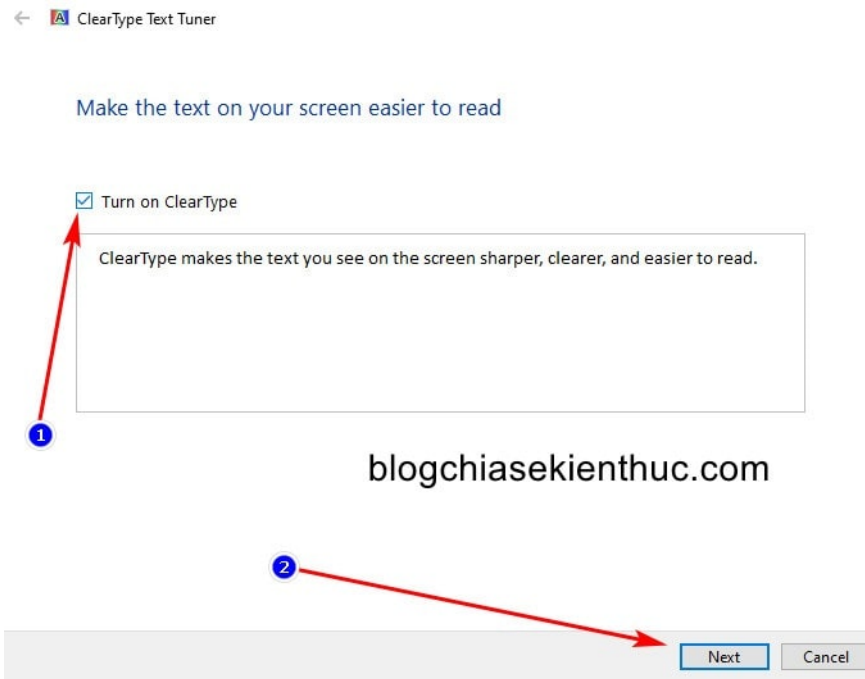 ClearType Text Tuner
Make the text on your screen easier to read
Turn on ClearType
ClearType makes the text you see on the screen sharper, clearer, and easier to read.
1
blogchiasekienthuc.com
2
Next Cancel